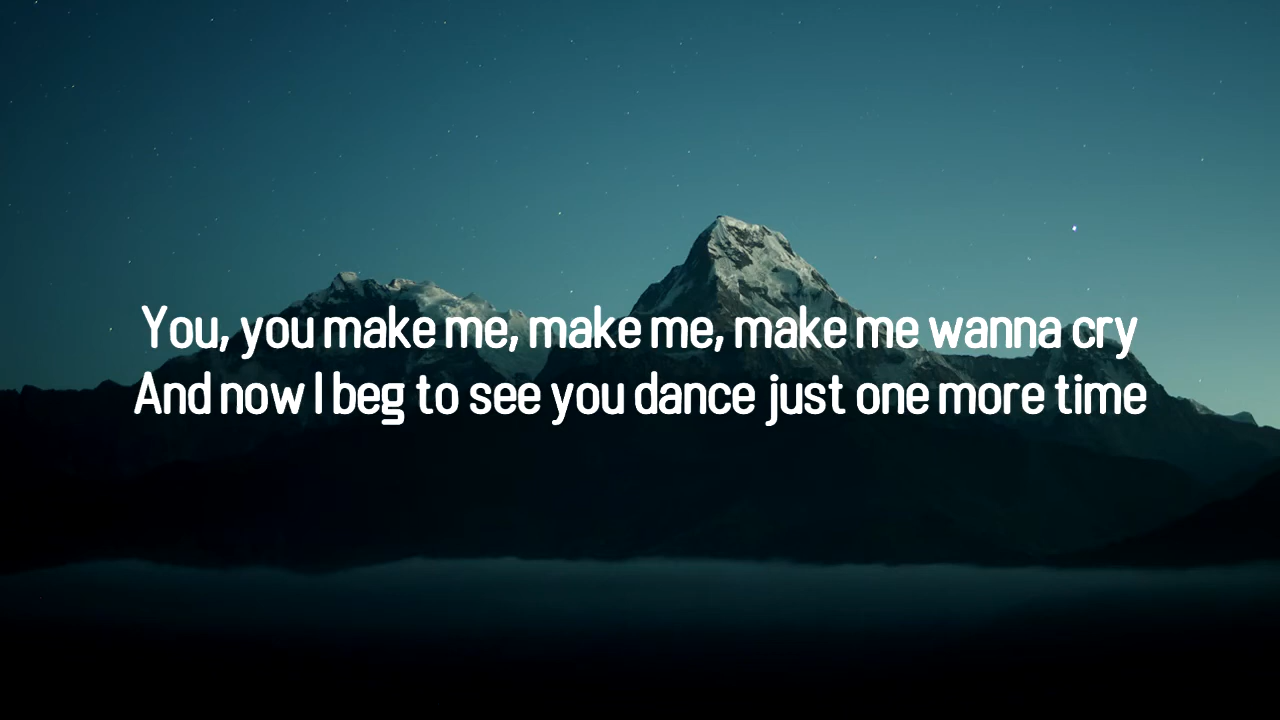 You, you make me, make me, make me wanna cry
And now I beg to see you dance just one more time